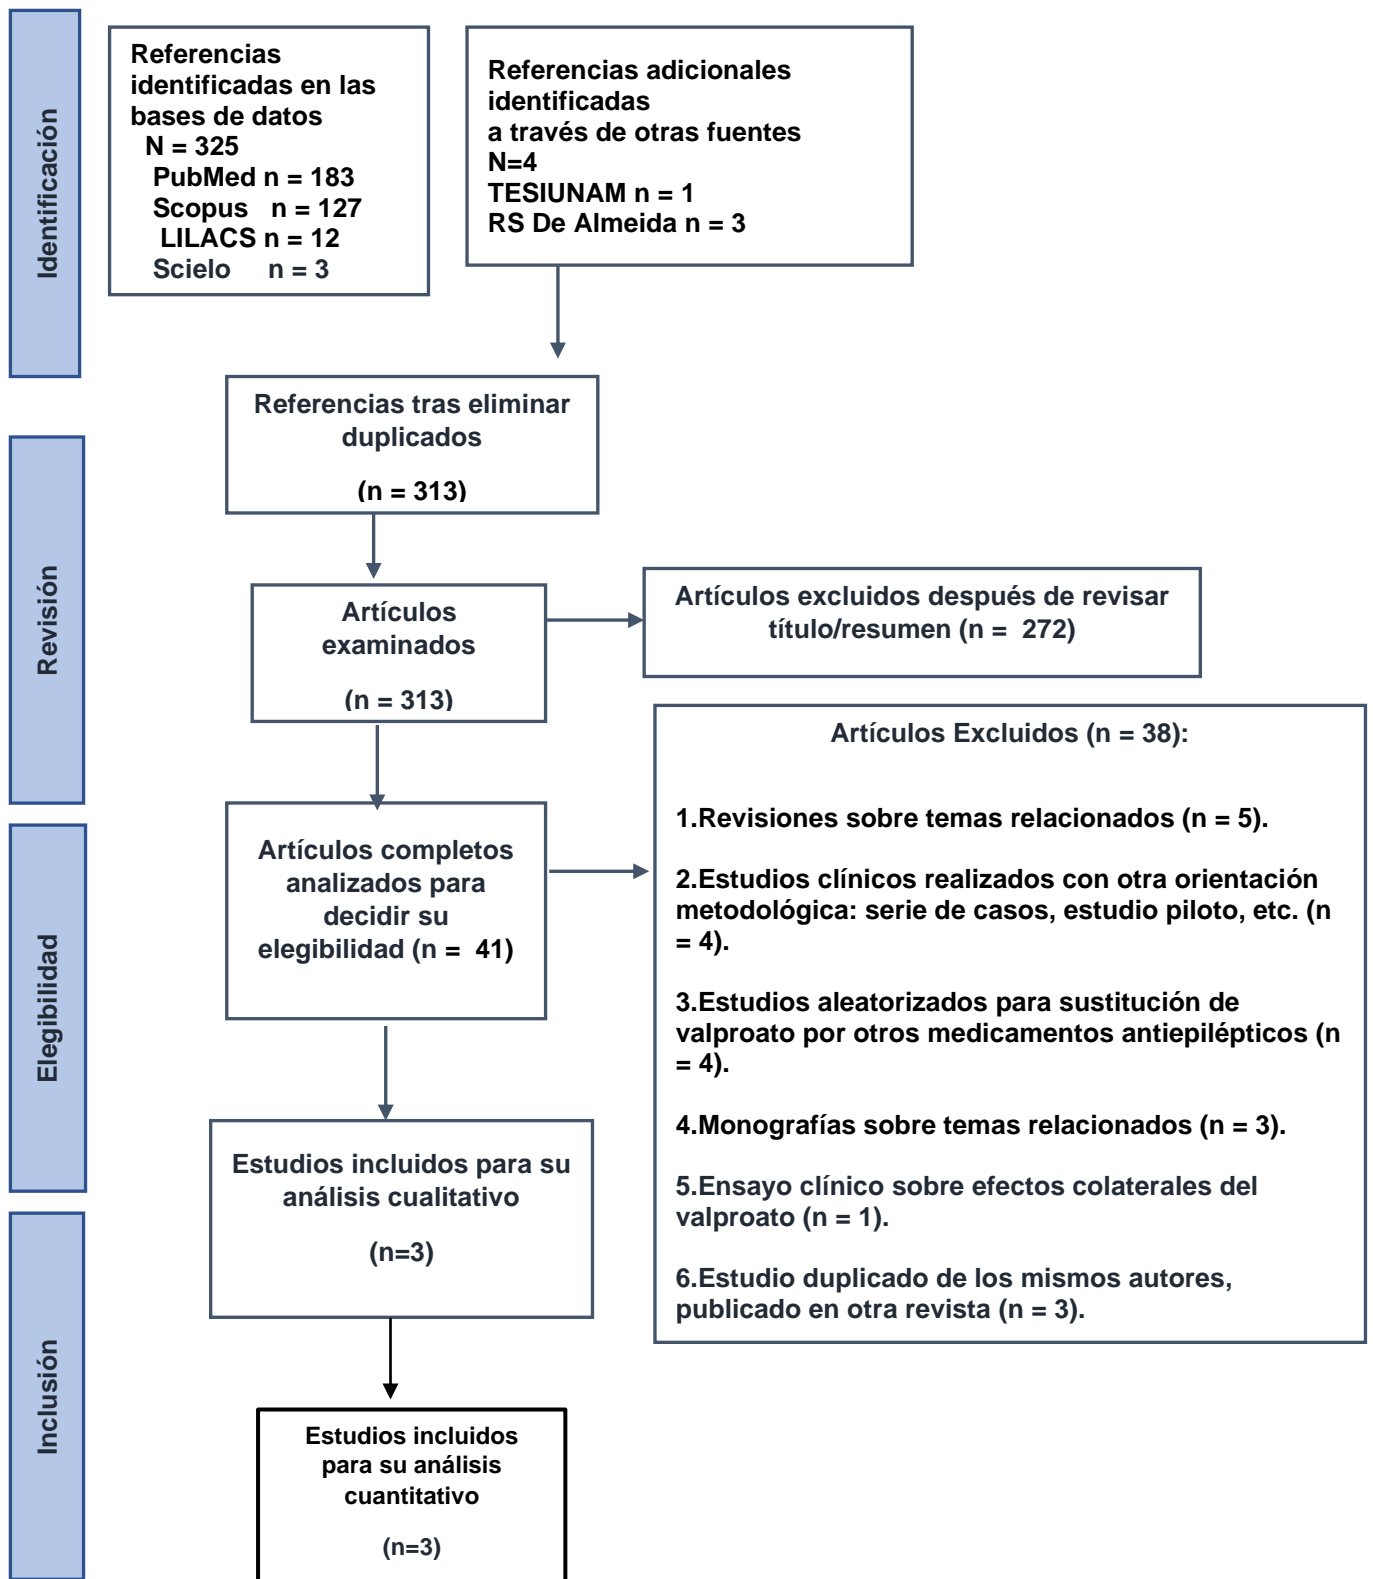 Identificación
Referencias
identificadas en las
bases de datos
N = 325
PubMed n = 183
Scopus n = 127
LILACS n = 12
Scielo n = 3
Referencias adicionales
identificadas
a través de otras fuentes
N=4
TESIUNAM n = 1
RS De Almeida n = 3
Referencias tras eliminar
duplicados
(n = 313)
Revisión
Artículos
examinados
(n = 313)
Artículos excluidos después de revisar
título/resumen (n = 272)
Elegibilidad
Artículos completos
analizados para
decidir su
elegibilidad (n = 41)
Artículos Excluidos (n = 38):
1.Revisiones sobre temas relacionados (n = 5).
2.Estudios clínicos realizados con otra orientación
metodológica: serie de casos, estudio piloto, etc. (n
= 4).
3.Estudios aleatorizados para sustitución de
valproato por otros medicamentos antiepilépticos (n
= 4).
4.Monografías sobre temas relacionados (n = 3).
5.Ensayo clínico sobre efectos colaterales del
valproato (n = 1).
6.Estudio duplicado de los mismos autores,
publicado en otra revista (n = 3).
Estudios incluidos para su
análisis cualitativo
(n=3)
Inclusión
Estudios incluidos
para su análisis
cuantitativo
(n=3)